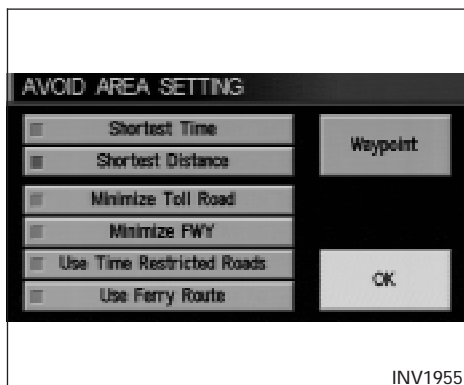 AVOID AREA SETTING
Shortest Time
Shortest Distance
Minimize Toll Road
Minimize FWY
Use Time Restricted Roads
Use Ferry Route
Waypoint
OK
INV1955